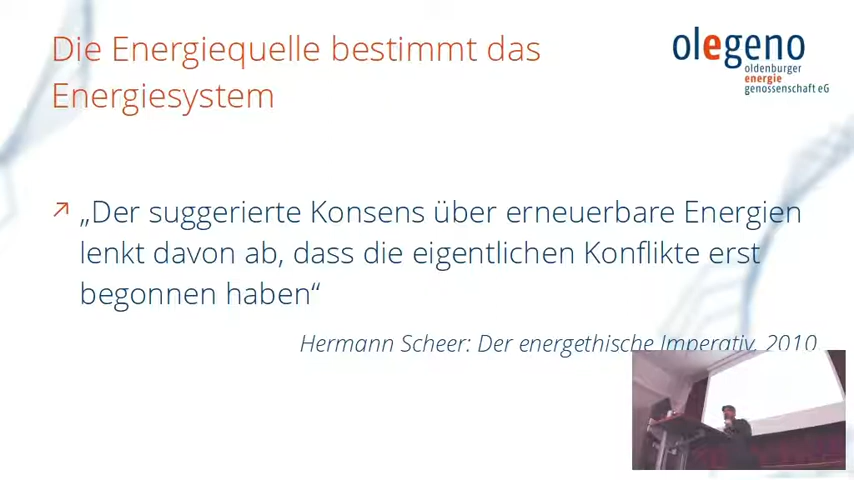 Die Energiequelle bestimmt das
Energiesystem
olegeno
oldenburger
energie
genossenschaft eG
„Der suggerierte Konsens über erneuerbare Energien
lenkt davon ab, dass die eigentlichen Konflikte erst
begonnen haben“
Hermann Scheer: Der energethische Imperativ, 2010